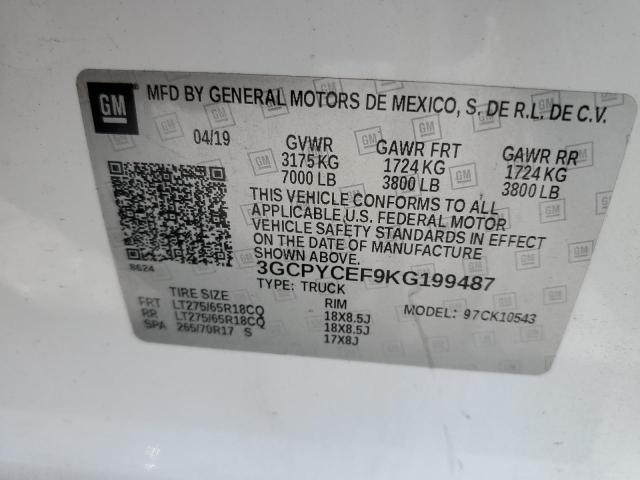 GM
MFD BY GENERAL MOTORS DE MEXICO, S. DE R.L. DE C.V.
04/19 GVWR GAWR FRT GAWR RR
3175 KG 1724 KG 1724 KG
7000 LB 3800 LB 3800 LB
THIS VEHICLE CONFORMS TO ALL
APPLICABLE U.S. FEDERAL MOTOR
VEHICLE SAFETY STANDARDS IN EFFECT
ON THE DATE OF MANUFACTURE
SHOWN ABOVE.
8624
3GCPYCEF9KG199487
TYPE: TRUCK
TIRE SIZE RIM MODEL: 97CK10543
FRT LT275/65R18CQ 18X8.5J
RR LT275/65R18CQ 18X8.5J
SPA 265/70R17 S 17X8J